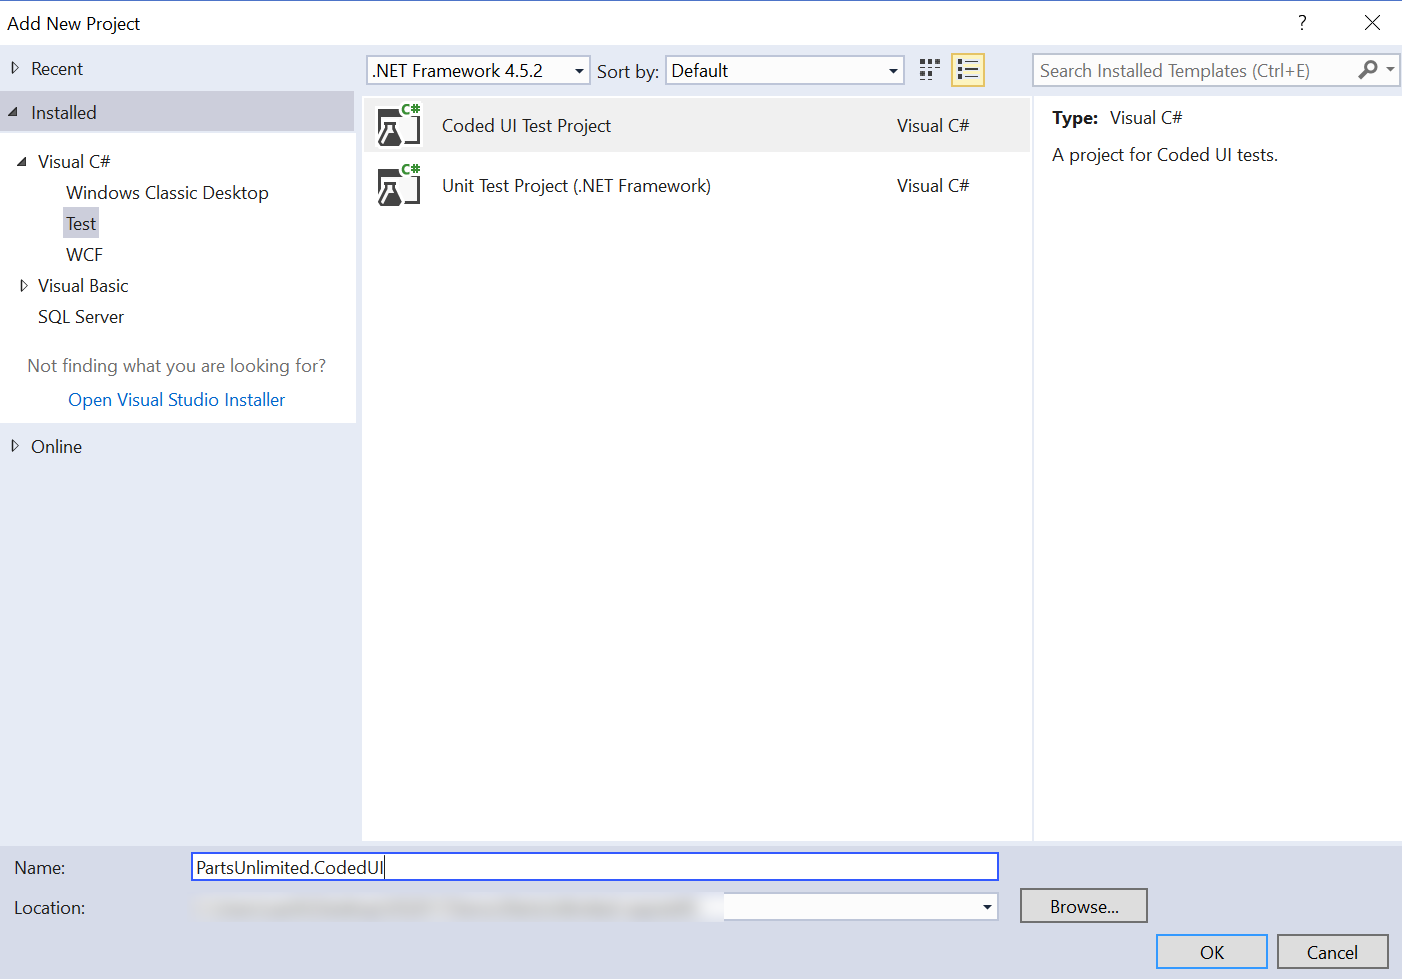 Add New Project
?
Recent
.NET Framework 4.5.2
Sort by:
Default
Search Installed Templates (Ctrl+E)
Installed
Visual C#
Windows Classic Desktop
Test
WCF
Visual Basic
SQL Server
Not finding what you are looking for?
Open Visual Studio Installer
Online
C#
Coded UI Test Project
Visual C#
C#
Unit Test Project (.NET Framework)
Visual C#
Type: Visual C#
A project for Coded UI tests.
Name:
PartsUnlimited.CodedUI
Location:
Browse...
OK
Cancel